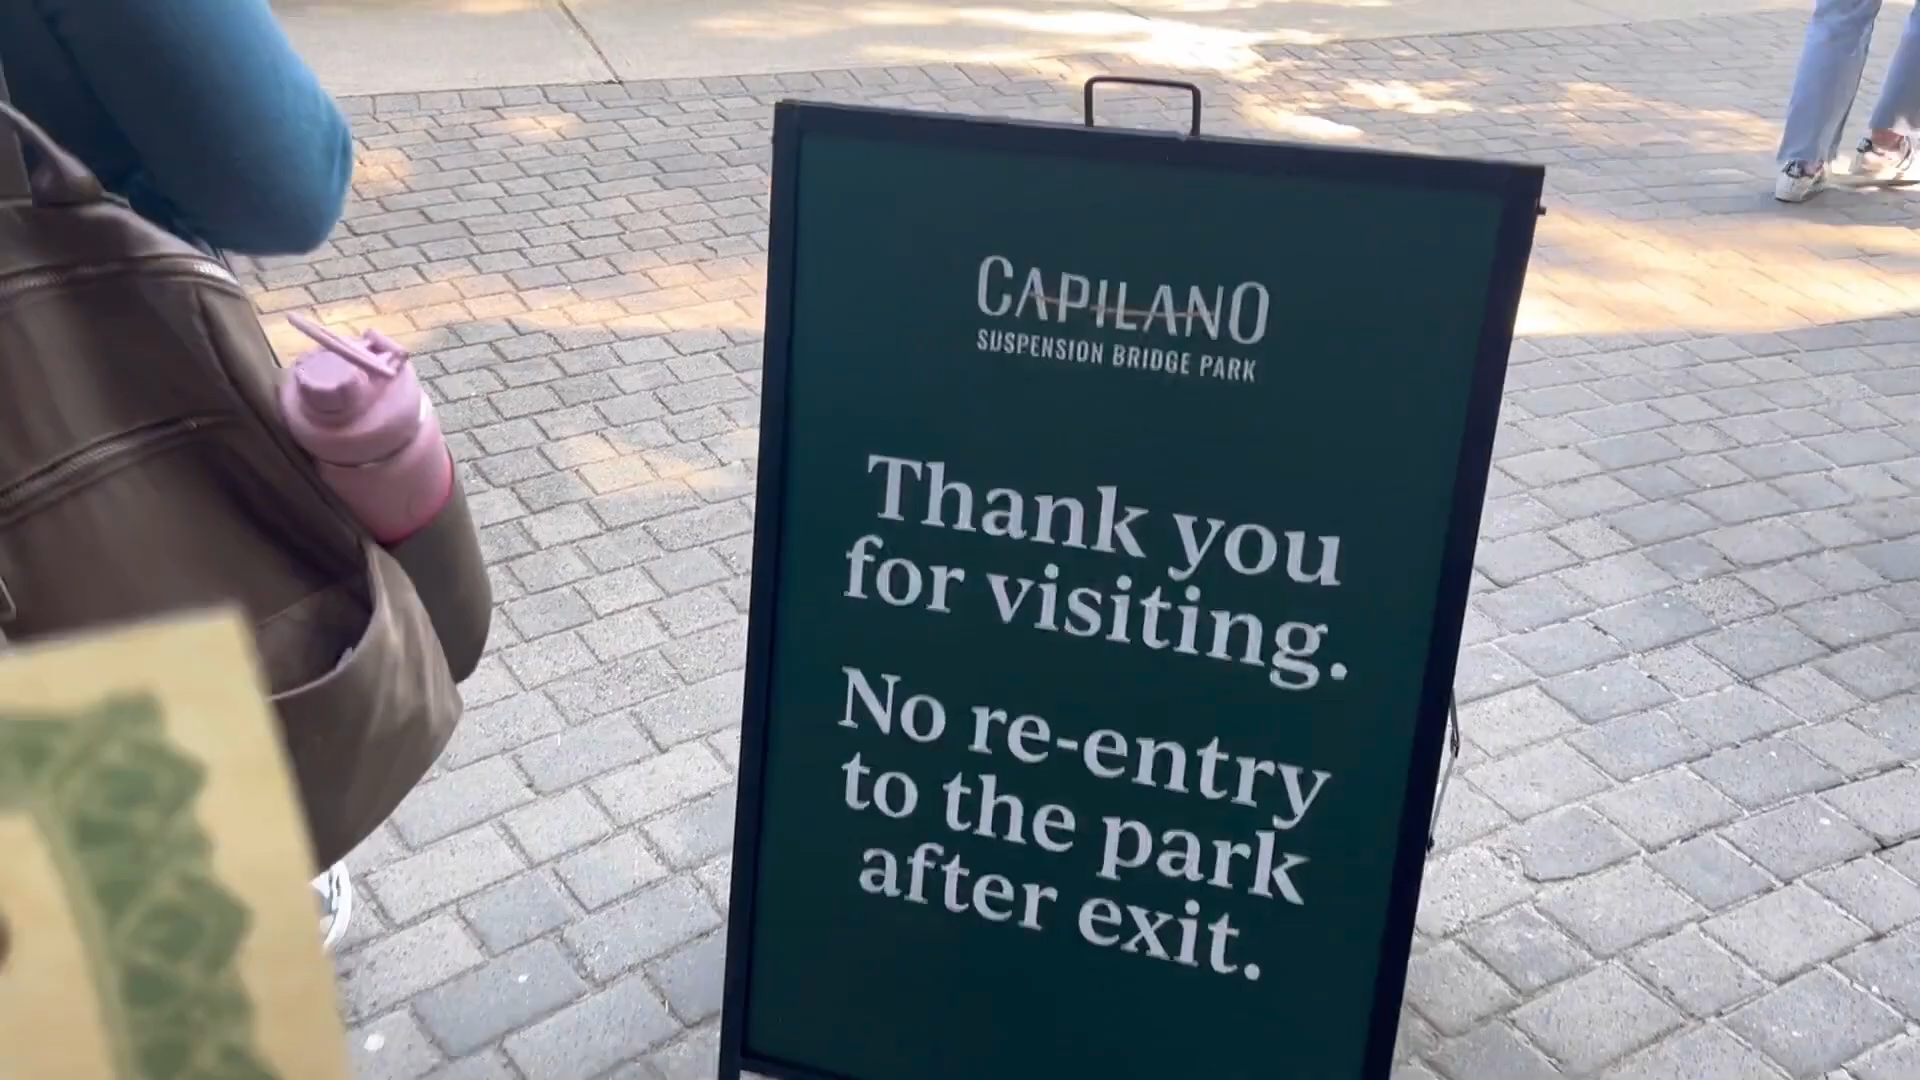 CAPILANO
SUSPENSION BRIDGE PARK
Thank you
for visiting.
No re-entry
to the park
after exit.